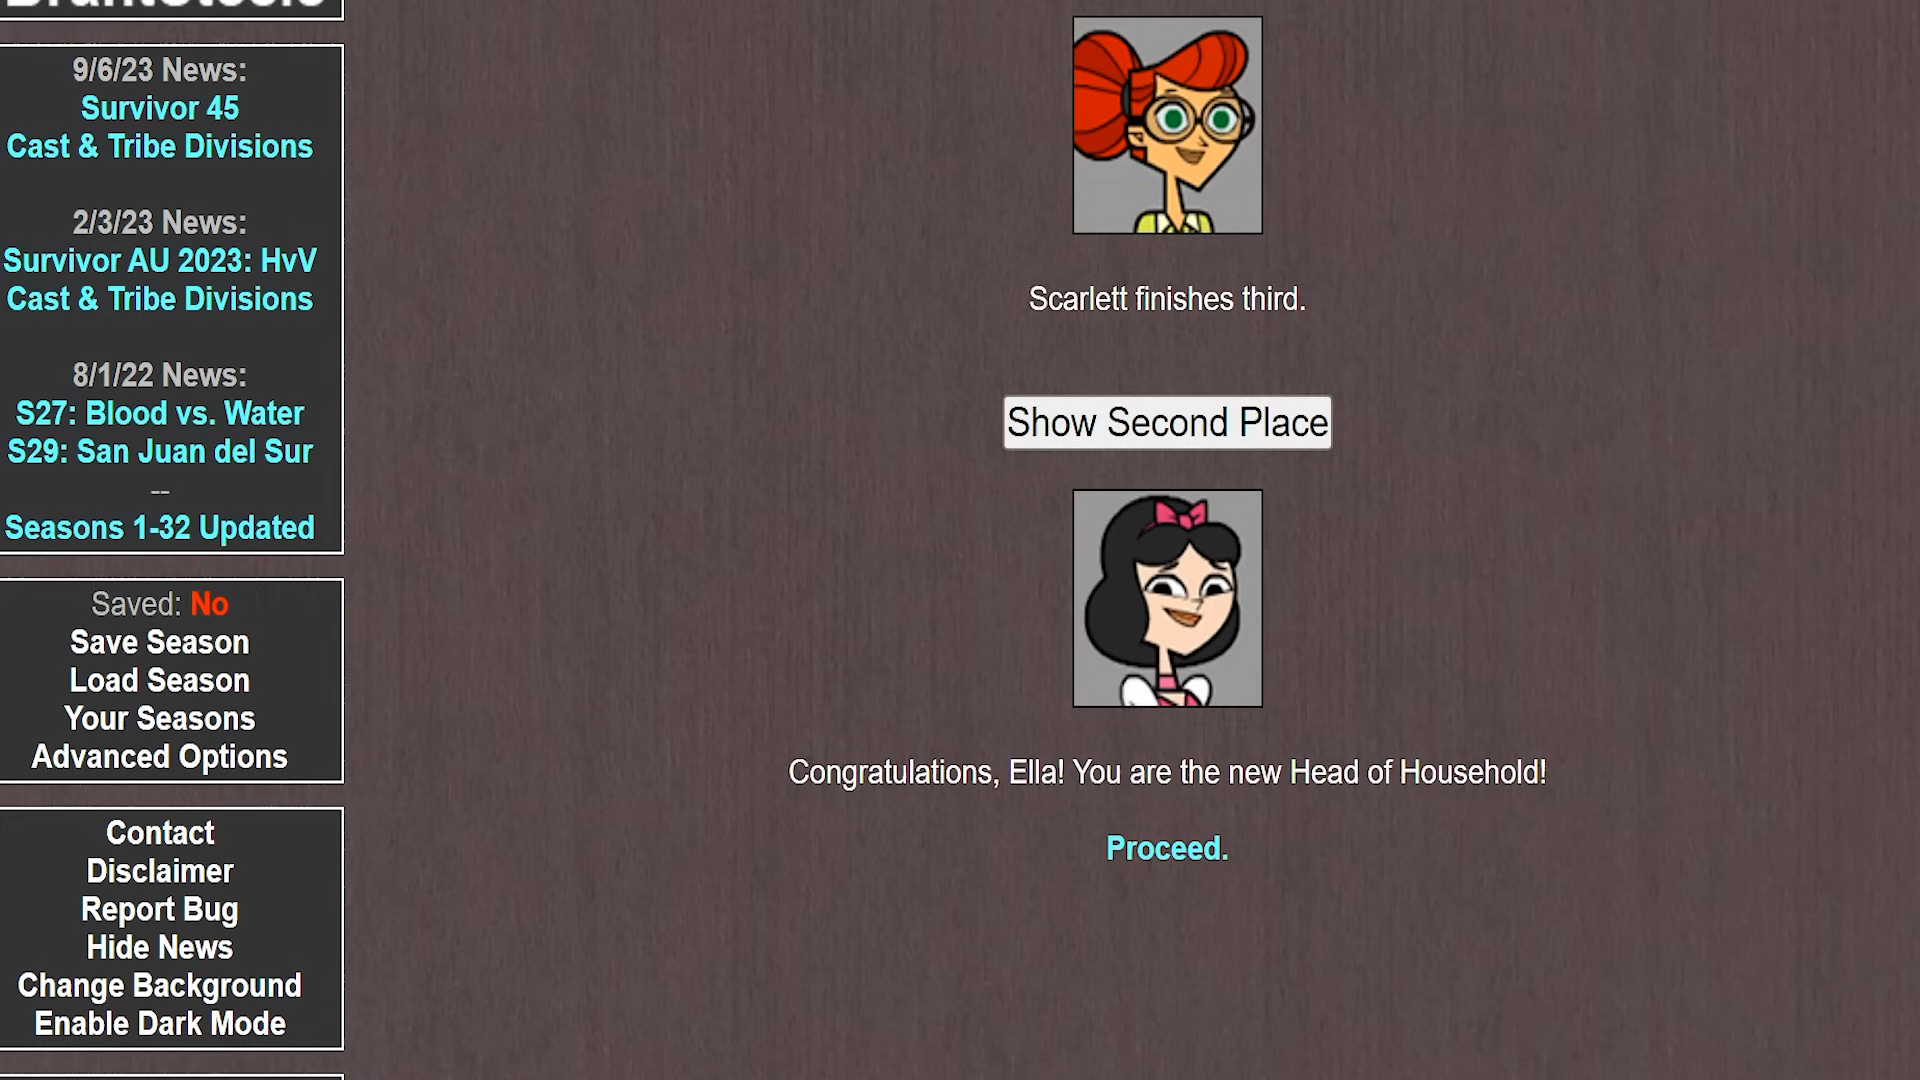 9/6/23 News:
Survivor 45
Cast & Tribe Divisions
2/3/23 News:
Survivor AU 2023: HvV
Cast & Tribe Divisions
8/1/22 News:
S27: Blood vs. Water
S29: San Juan del Sur
--
Seasons 1-32 Updated
Saved: No
Save Season
Load Season
Your Seasons
Advanced Options
Contact
Disclaimer
Report Bug
Hide News
Change Background
Enable Dark Mode
Scarlett finishes third.
Show Second Place
Congratulations, Ella! You are the new Head of Household!
Proceed.